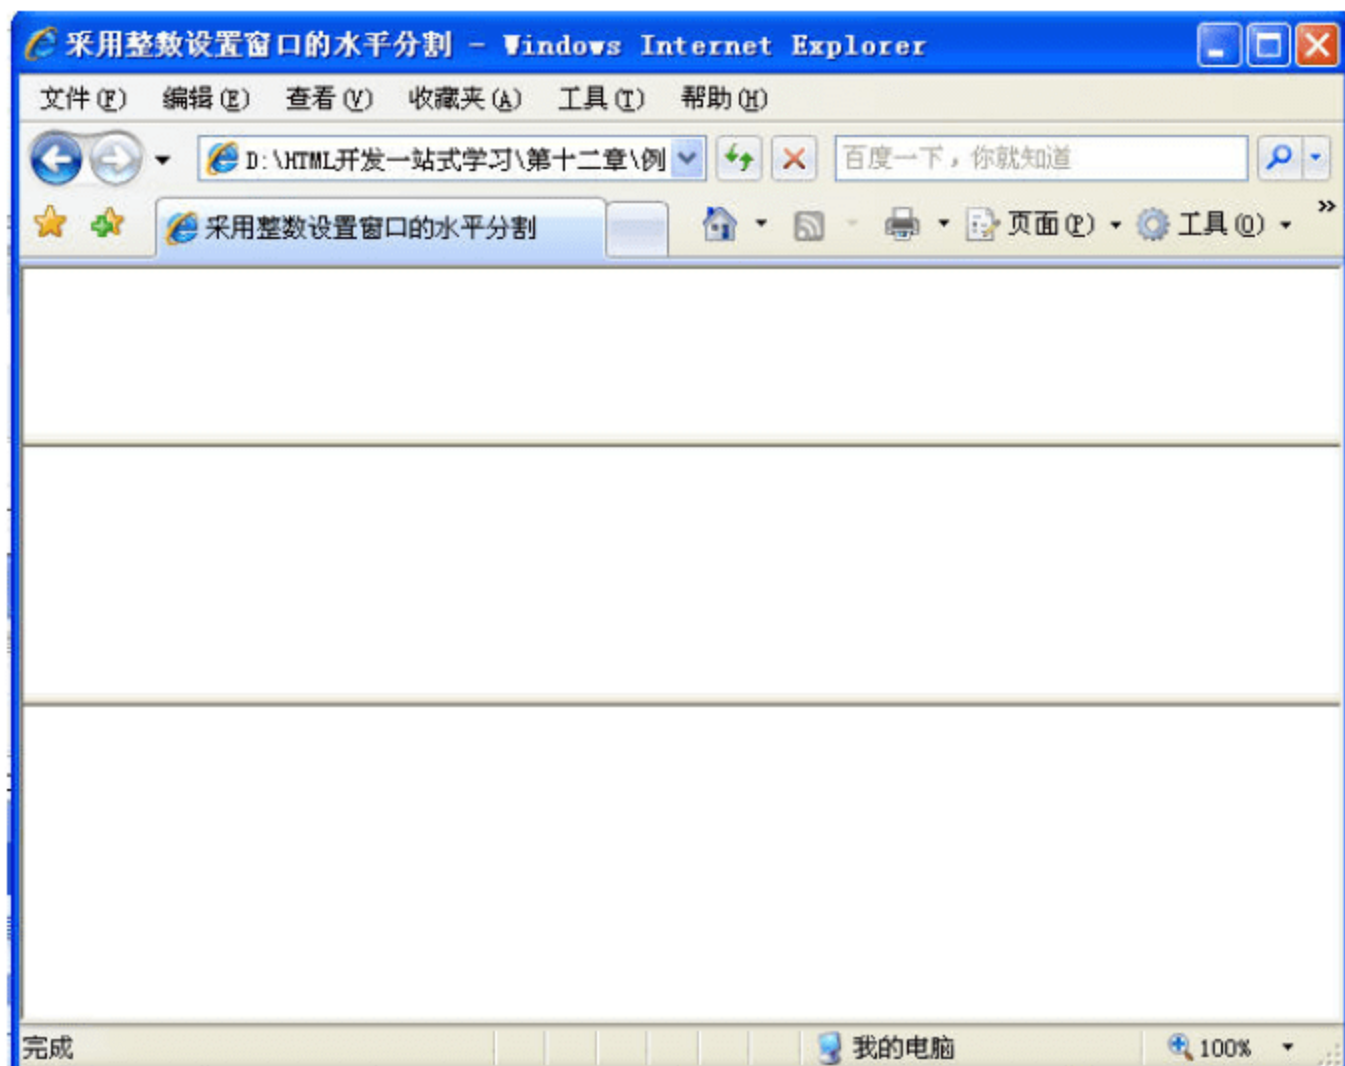 采用整数设置窗口的水平分割 - Windows Internet Explorer
文件(F) 编辑(E) 查看(V) 收藏夹(A) 工具(T) 帮助(H)
D:\HTML开发一站式学习\第十二章\例 百度一下，你就知道
采用整数设置窗口的水平分割 页面(P) 工具(O) »
完成 我的电脑 100%